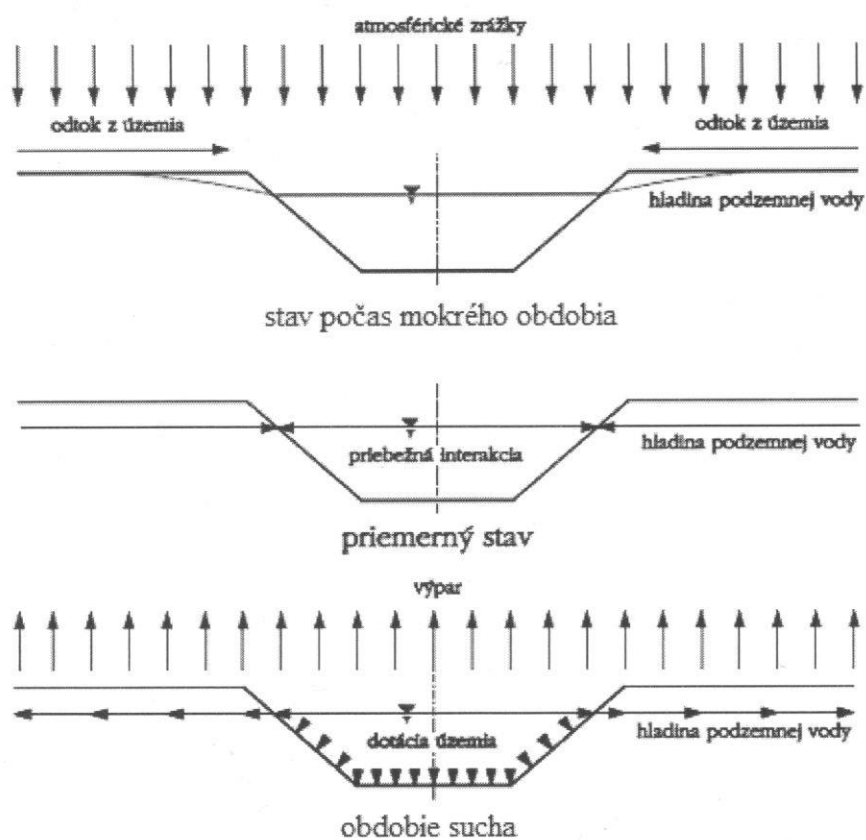 atmosférické zrážky
odtok z územia
odtok z územia
hladina podzemnej vody
stav počas mokrého obdobia
priebežná interakcia
hladina podzemnej vody
priemerný stav
výpar
dotácia územia
hladina podzemnej vody
obdobie sucha